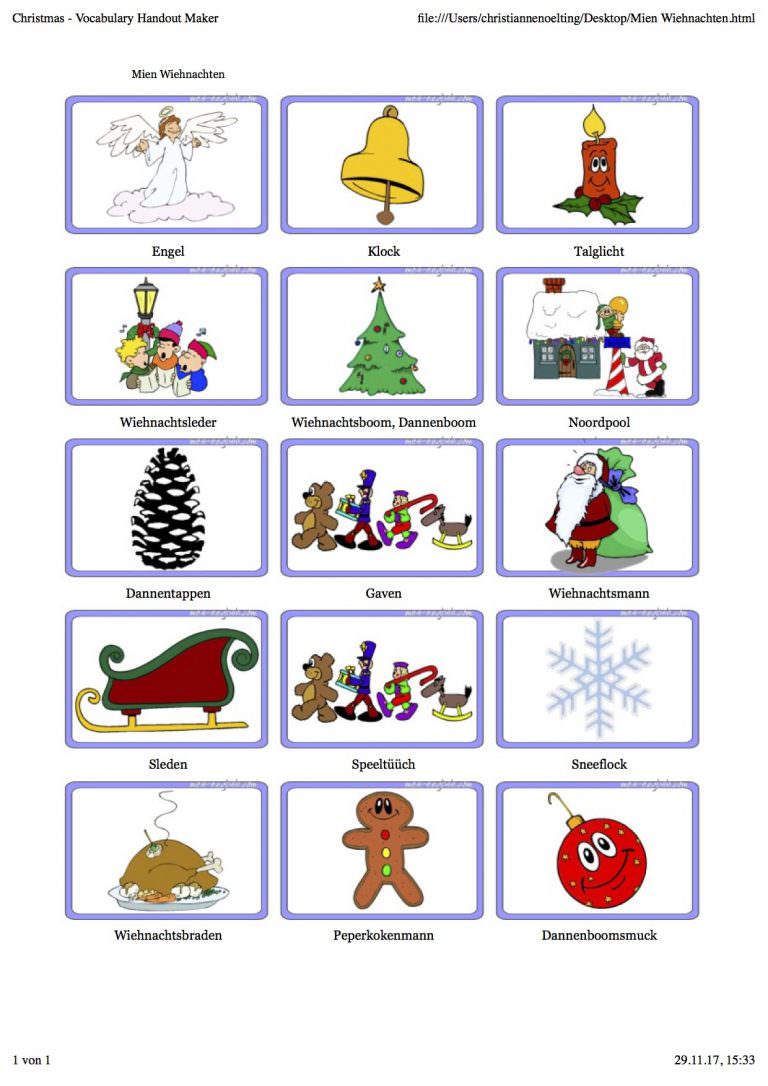 Christmas - Vocabulary Handout Maker
file:///Users/christiannenoelting/Desktop/Mien Wiehnachten.html
Mien Wiehnachten
Engel
Klock
Talglicht
Wiehnachtsleder
Wiehnachtsboom, Dannenboom
Noordpool
Dannentappen
Gaven
Wiehnachtsmann
Sleden
Speeltüüch
Sneeflock
Wiehnachtsbraden
Peperkokenmann
Dannenboomsmuck
1 von 1
29.11.17, 15:33